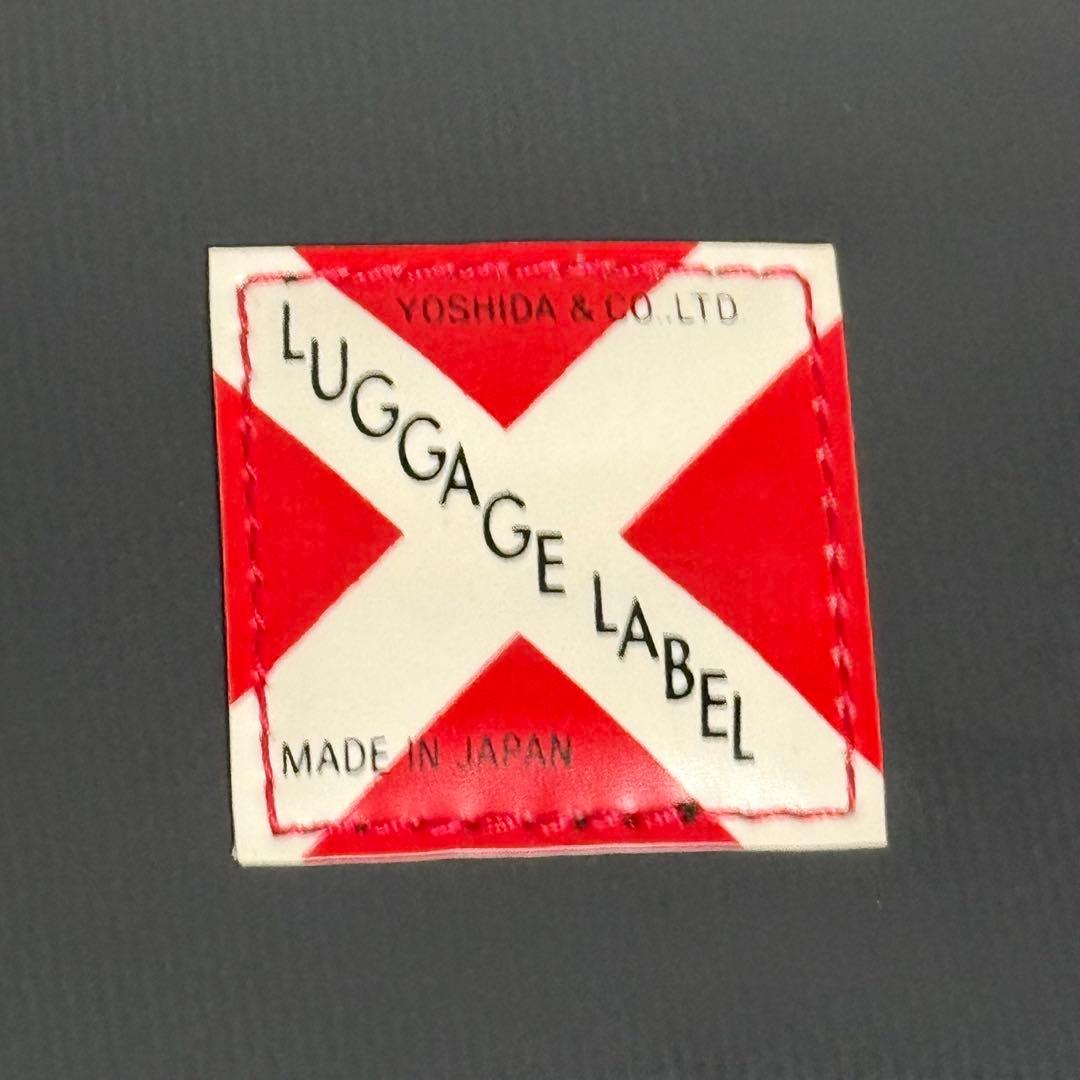 YOSHIDA & CO.,LTD.
LUGGAGE LABEL
MADE IN JAPAN